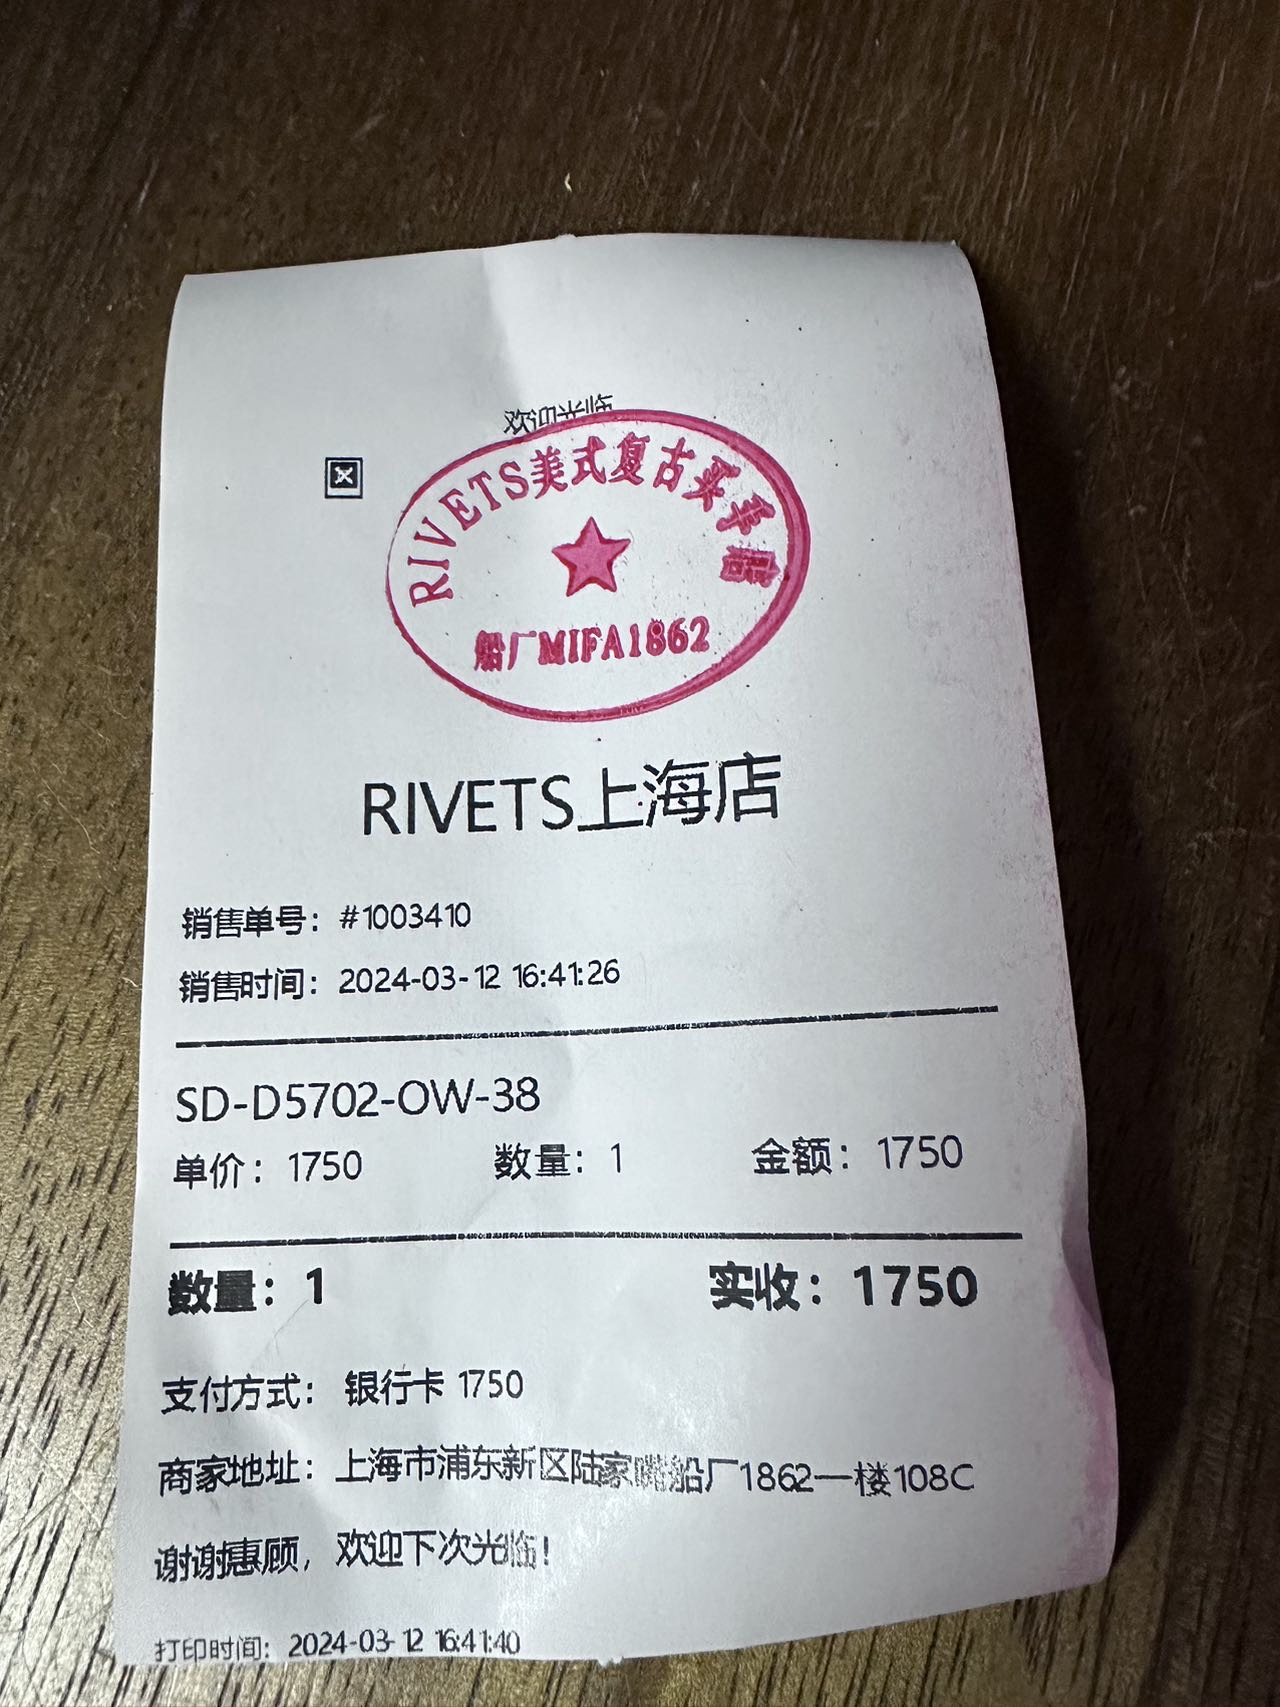 欢迎光临
RIVETS美式复古买手店
船厂MIFA1862
RIVETS上海店
销售单号：#1003410
销售时间：2024-03-12 16:41:26
SD-D5702-OW-38
单价：1750 数量：1 金额：1750
数量：1 实收：1750
支付方式：银行卡 1750
商家地址：上海市浦东新区陆家嘴船厂1862一楼108C
谢谢惠顾，欢迎下次光临！
打印时间：2024-03-12 16:41:40